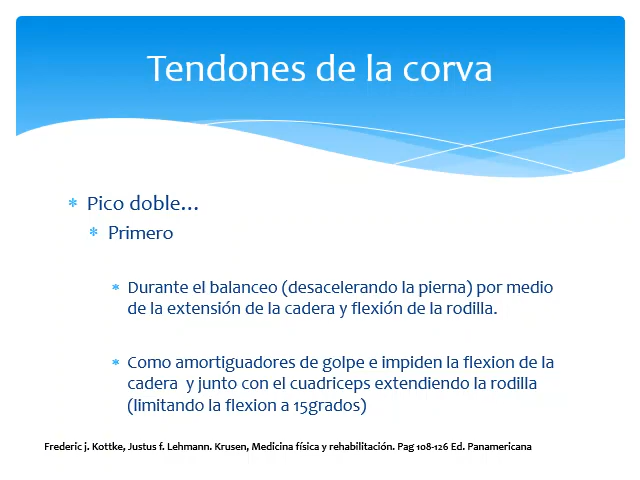 Tendones de la corva
Pico doble…
Primero
Durante el balanceo (desacelerando la pierna) por medio
de la extensión de la cadera y flexión de la rodilla.
Como amortiguadores de golpe e impiden la flexion de la
cadera y junto con el cuadriceps extendiendo la rodilla
(limitando la flexion a 15grados)
Frederic j. Kottke, Justus f. Lehmann. Krusen, Medicina física y rehabilitación. Pag 108-126 Ed. Panamericana